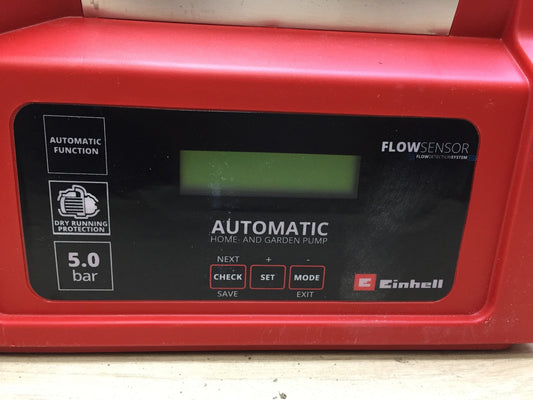 AUTOMATIC
FUNCTION
DRY RUNNING
PROTECTION
5.0
bar
FLOWSENSOR
FLOWDETECTIONSYSTEM
AUTOMATIC
HOME- AND GARDEN PUMP
NEXT + -
CHECK SET MODE
SAVE EXIT
Einhell